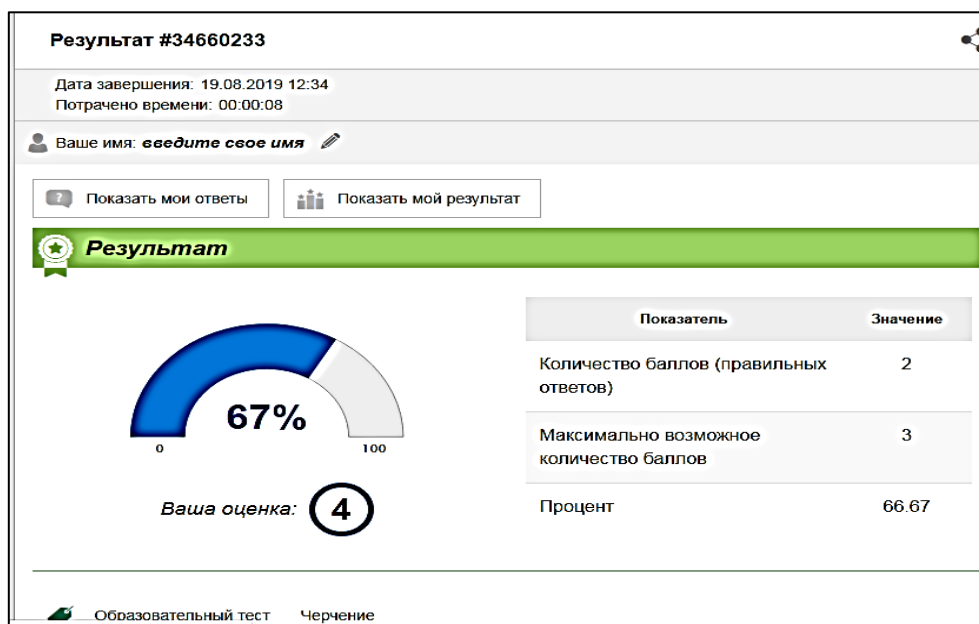 Результат #34660233
Дата завершения: 19.08.2019 12:34
Потрачено времени: 00:00:08
Ваше имя: введите свое имя
Показать мои ответы
Показать мой результат
Результат
67%
0
100
Ваша оценка: 4
Показатель Значение
Количество баллов (правильных 2
ответов)
Максимально возможное 3
количество баллов
Процент 66.67
Образовательный тест Черчение